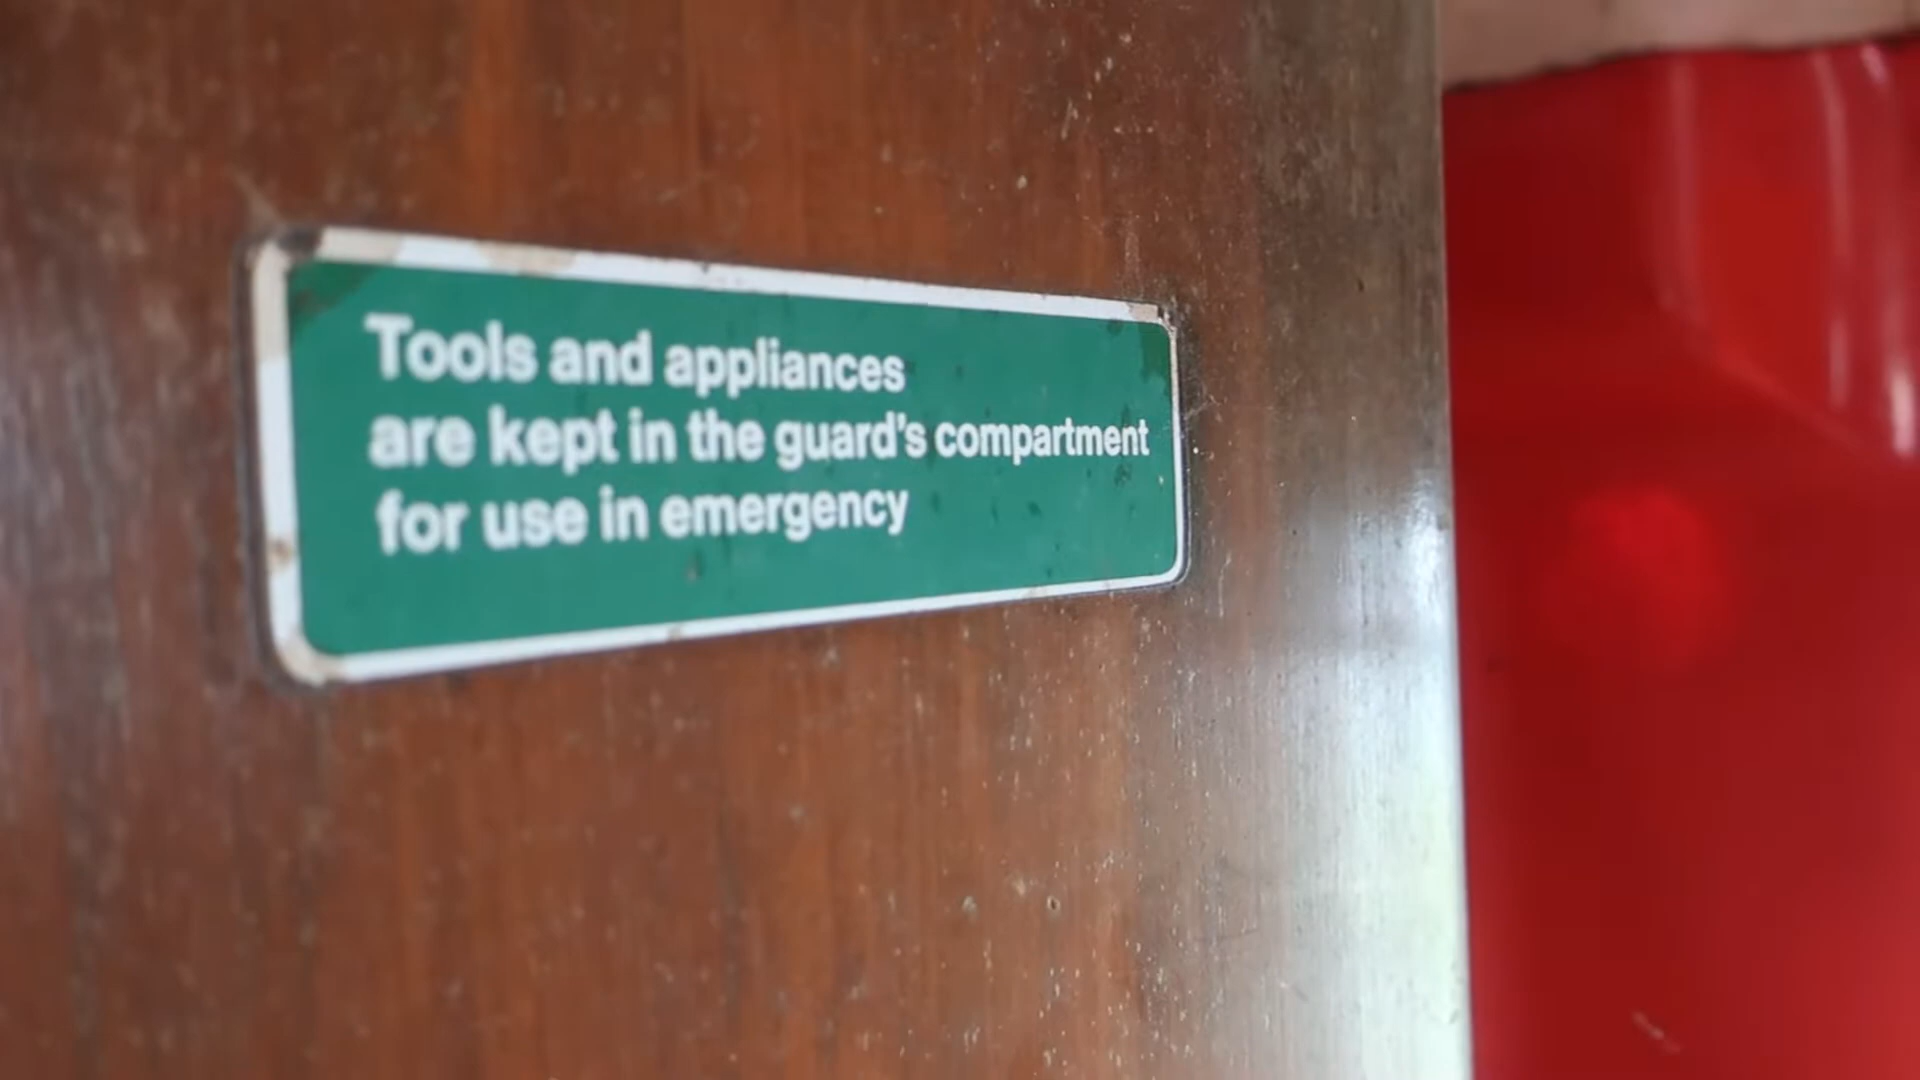 Tools and appliances
are kept in the guard's compartment
for use in emergency